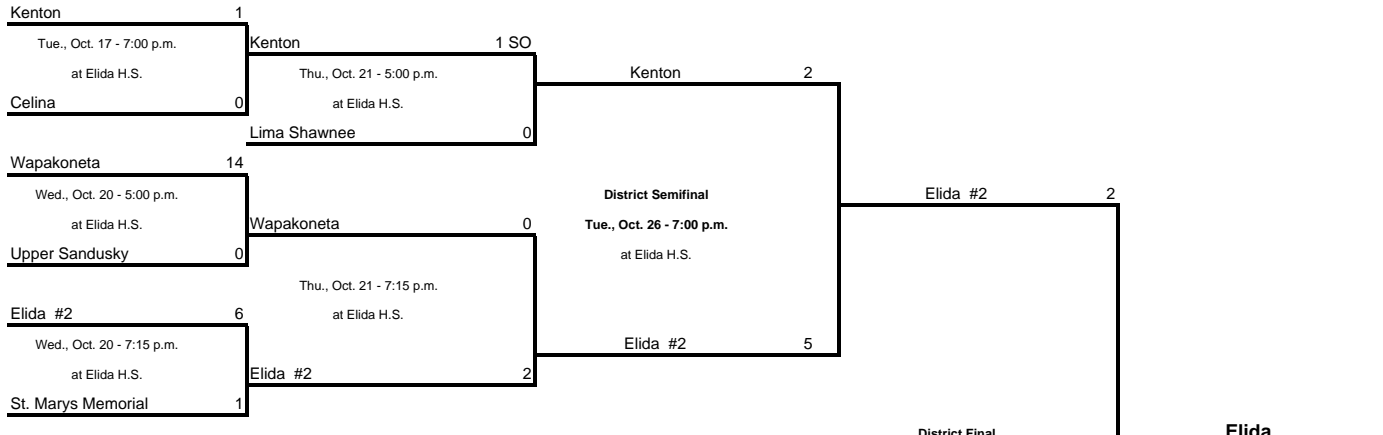 Kenton 1
Tue., Oct. 17 - 7:00 p.m.
at Elida H.S.
Celina 0
Kenton 1 SO
Thu., Oct. 21 - 5:00 p.m.
at Elida H.S.
Lima Shawnee 0
Wapakoneta 14
Wed., Oct. 20 - 5:00 p.m.
at Elida H.S.
Upper Sandusky 0
Wapakoneta 0
Thu., Oct. 21 - 7:15 p.m.
at Elida H.S.
Elida #2 6
Wed., Oct. 20 - 7:15 p.m.
at Elida H.S.
St. Marys Memorial 1
Elida #2 2
Kenton 2
District Semifinal
Tue., Oct. 26 - 7:00 p.m.
at Elida H.S.
Elida #2 5
Elida #2 2
District Final
Elida